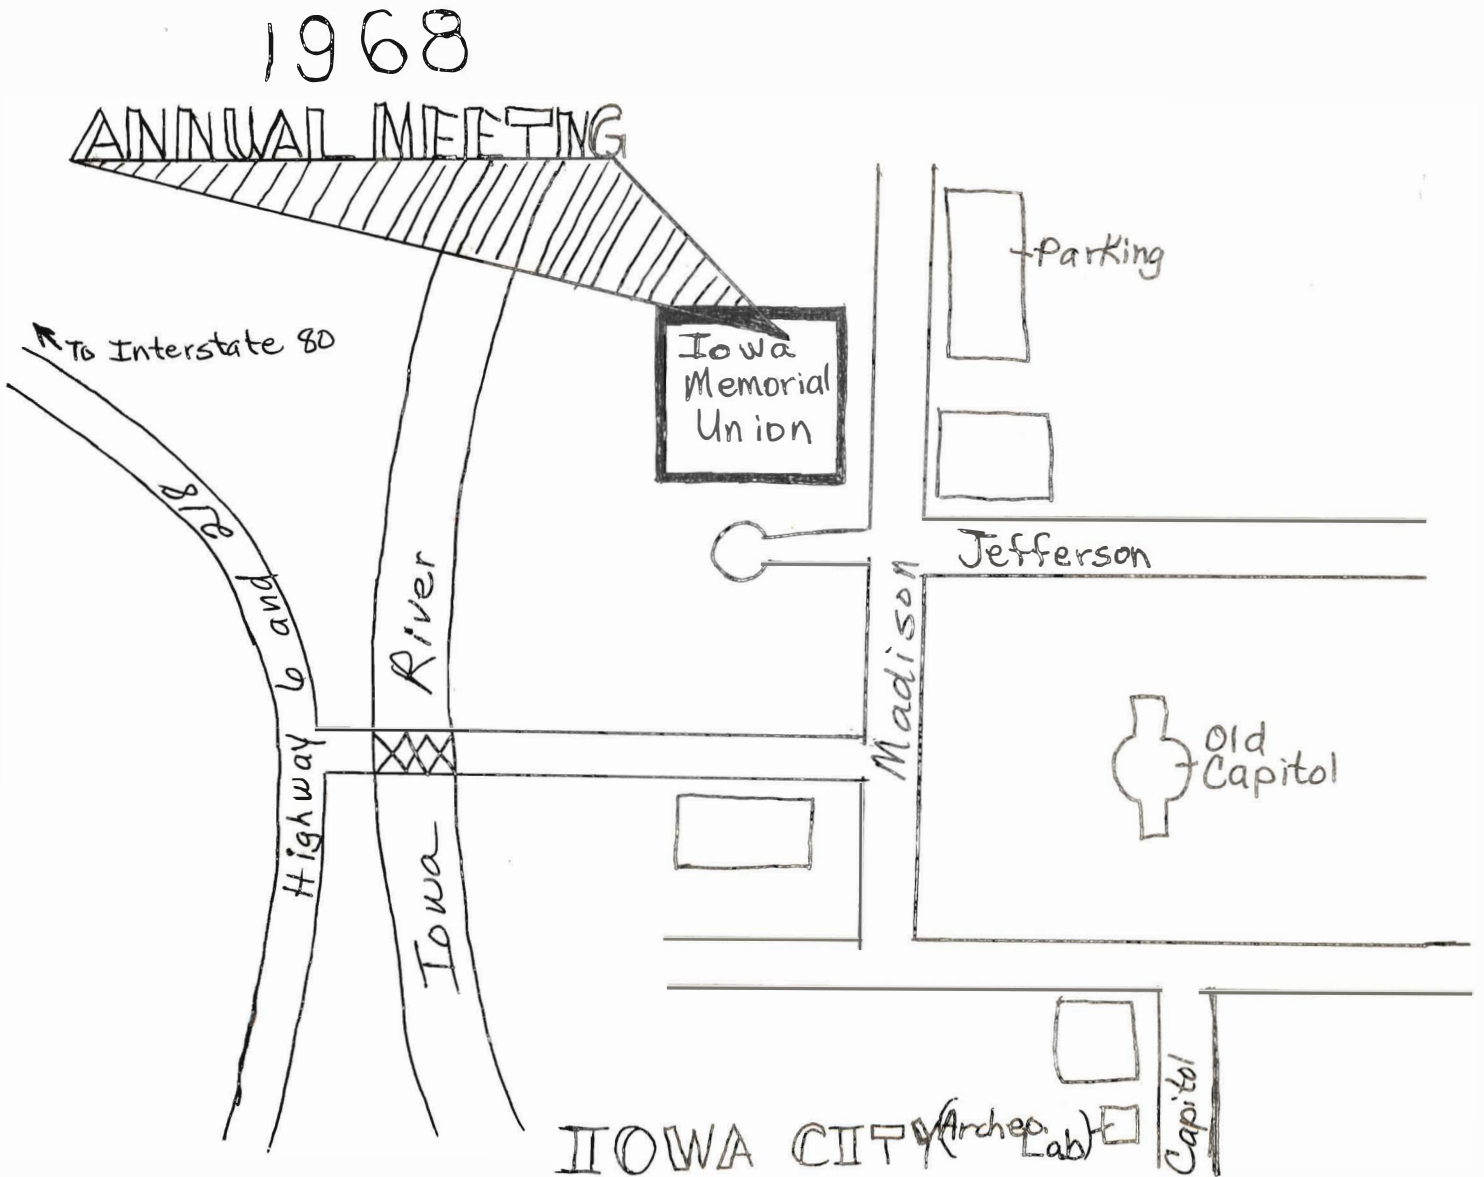 1968
ANNUAL MEETING
Parking
To Interstate 80
Iowa
Memorial
Union
Highway 6 and 218
Iowa River
Jefferson
Madison
Old
Capitol
Capitol
(Archeo.
Lab)
IOWA CITY